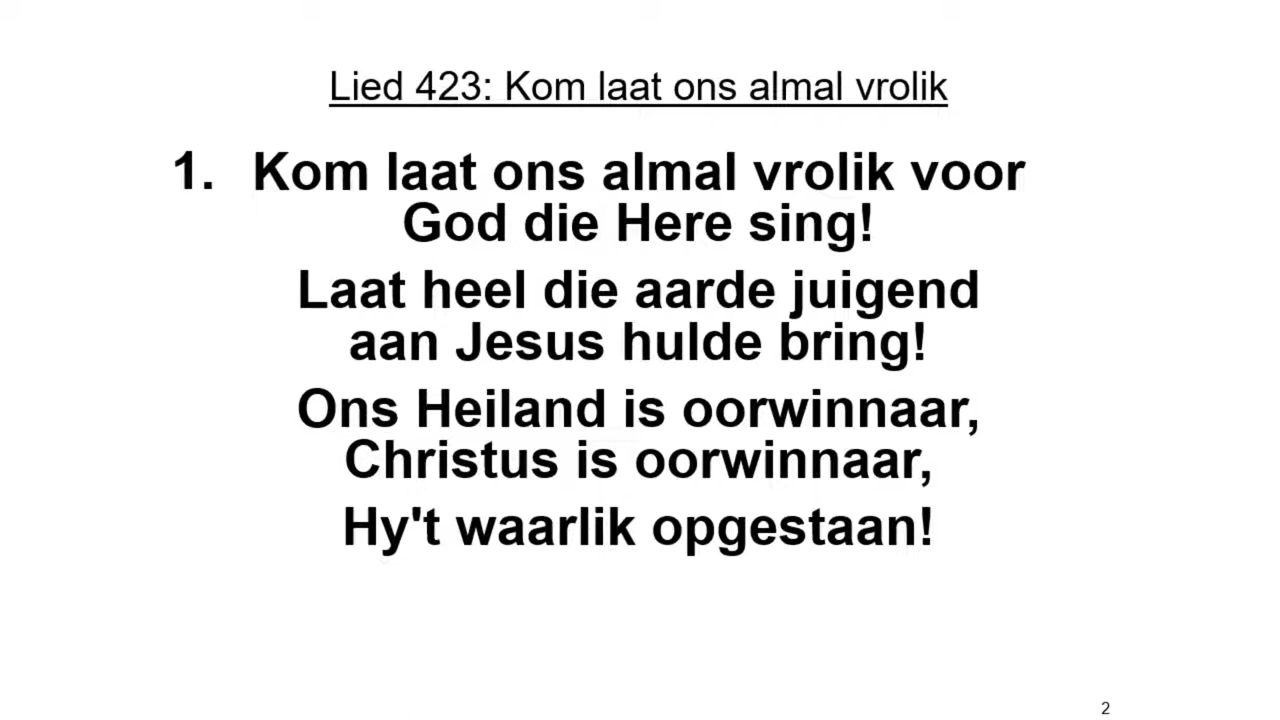 Lied 423: Kom laat ons almal vrolik
1. Kom laat ons almal vrolik voor
God die Here sing!
Laat heel die aarde juigend
aan Jesus hulde bring!
Ons Heiland is oorwinnaar,
Christus is oorwinnaar,
Hy't waarlik opgestaan!
2